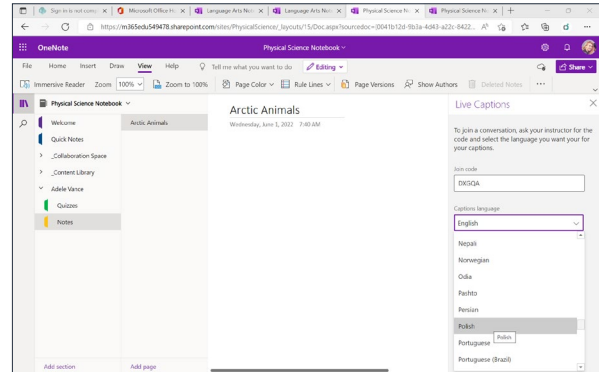 Sign in is not comp
Microsoft Office Ho
Language Arts Not
Language Arts Not
Physical Science No
Physical Science No
https://m365edu549478.sharepoint.com/sites/PhysicalScience/_layouts/15/Doc.aspx?sourcedoc={0041b12d-9b3a-4d43-a22c-8422...
OneNote
Physical Science Notebook
File Home Insert Draw View Help Tell me what you want to do Editing Share
Immersive Reader Zoom 100% Zoom to 100% Page Color Rule Lines Page Versions Show Authors Deleted Notes ...
Physical Science Notebook
Welcome
Quick Notes
_Collaboration Space
_Content Library
Adele Vance
Quizzes
Notes
Add section
Arctic Animals
Add page
Arctic Animals
Wednesday, June 1, 2022 7:40 AM
Live Captions
To join a conversation, ask your instructor for the
code and select the language you want your for
your captions.
Join code
DXGQA
Captions language
English
Nepali
Norwegian
Odia
Pashto
Persian
Polish
Polish
Portuguese
Portuguese (Brazil)